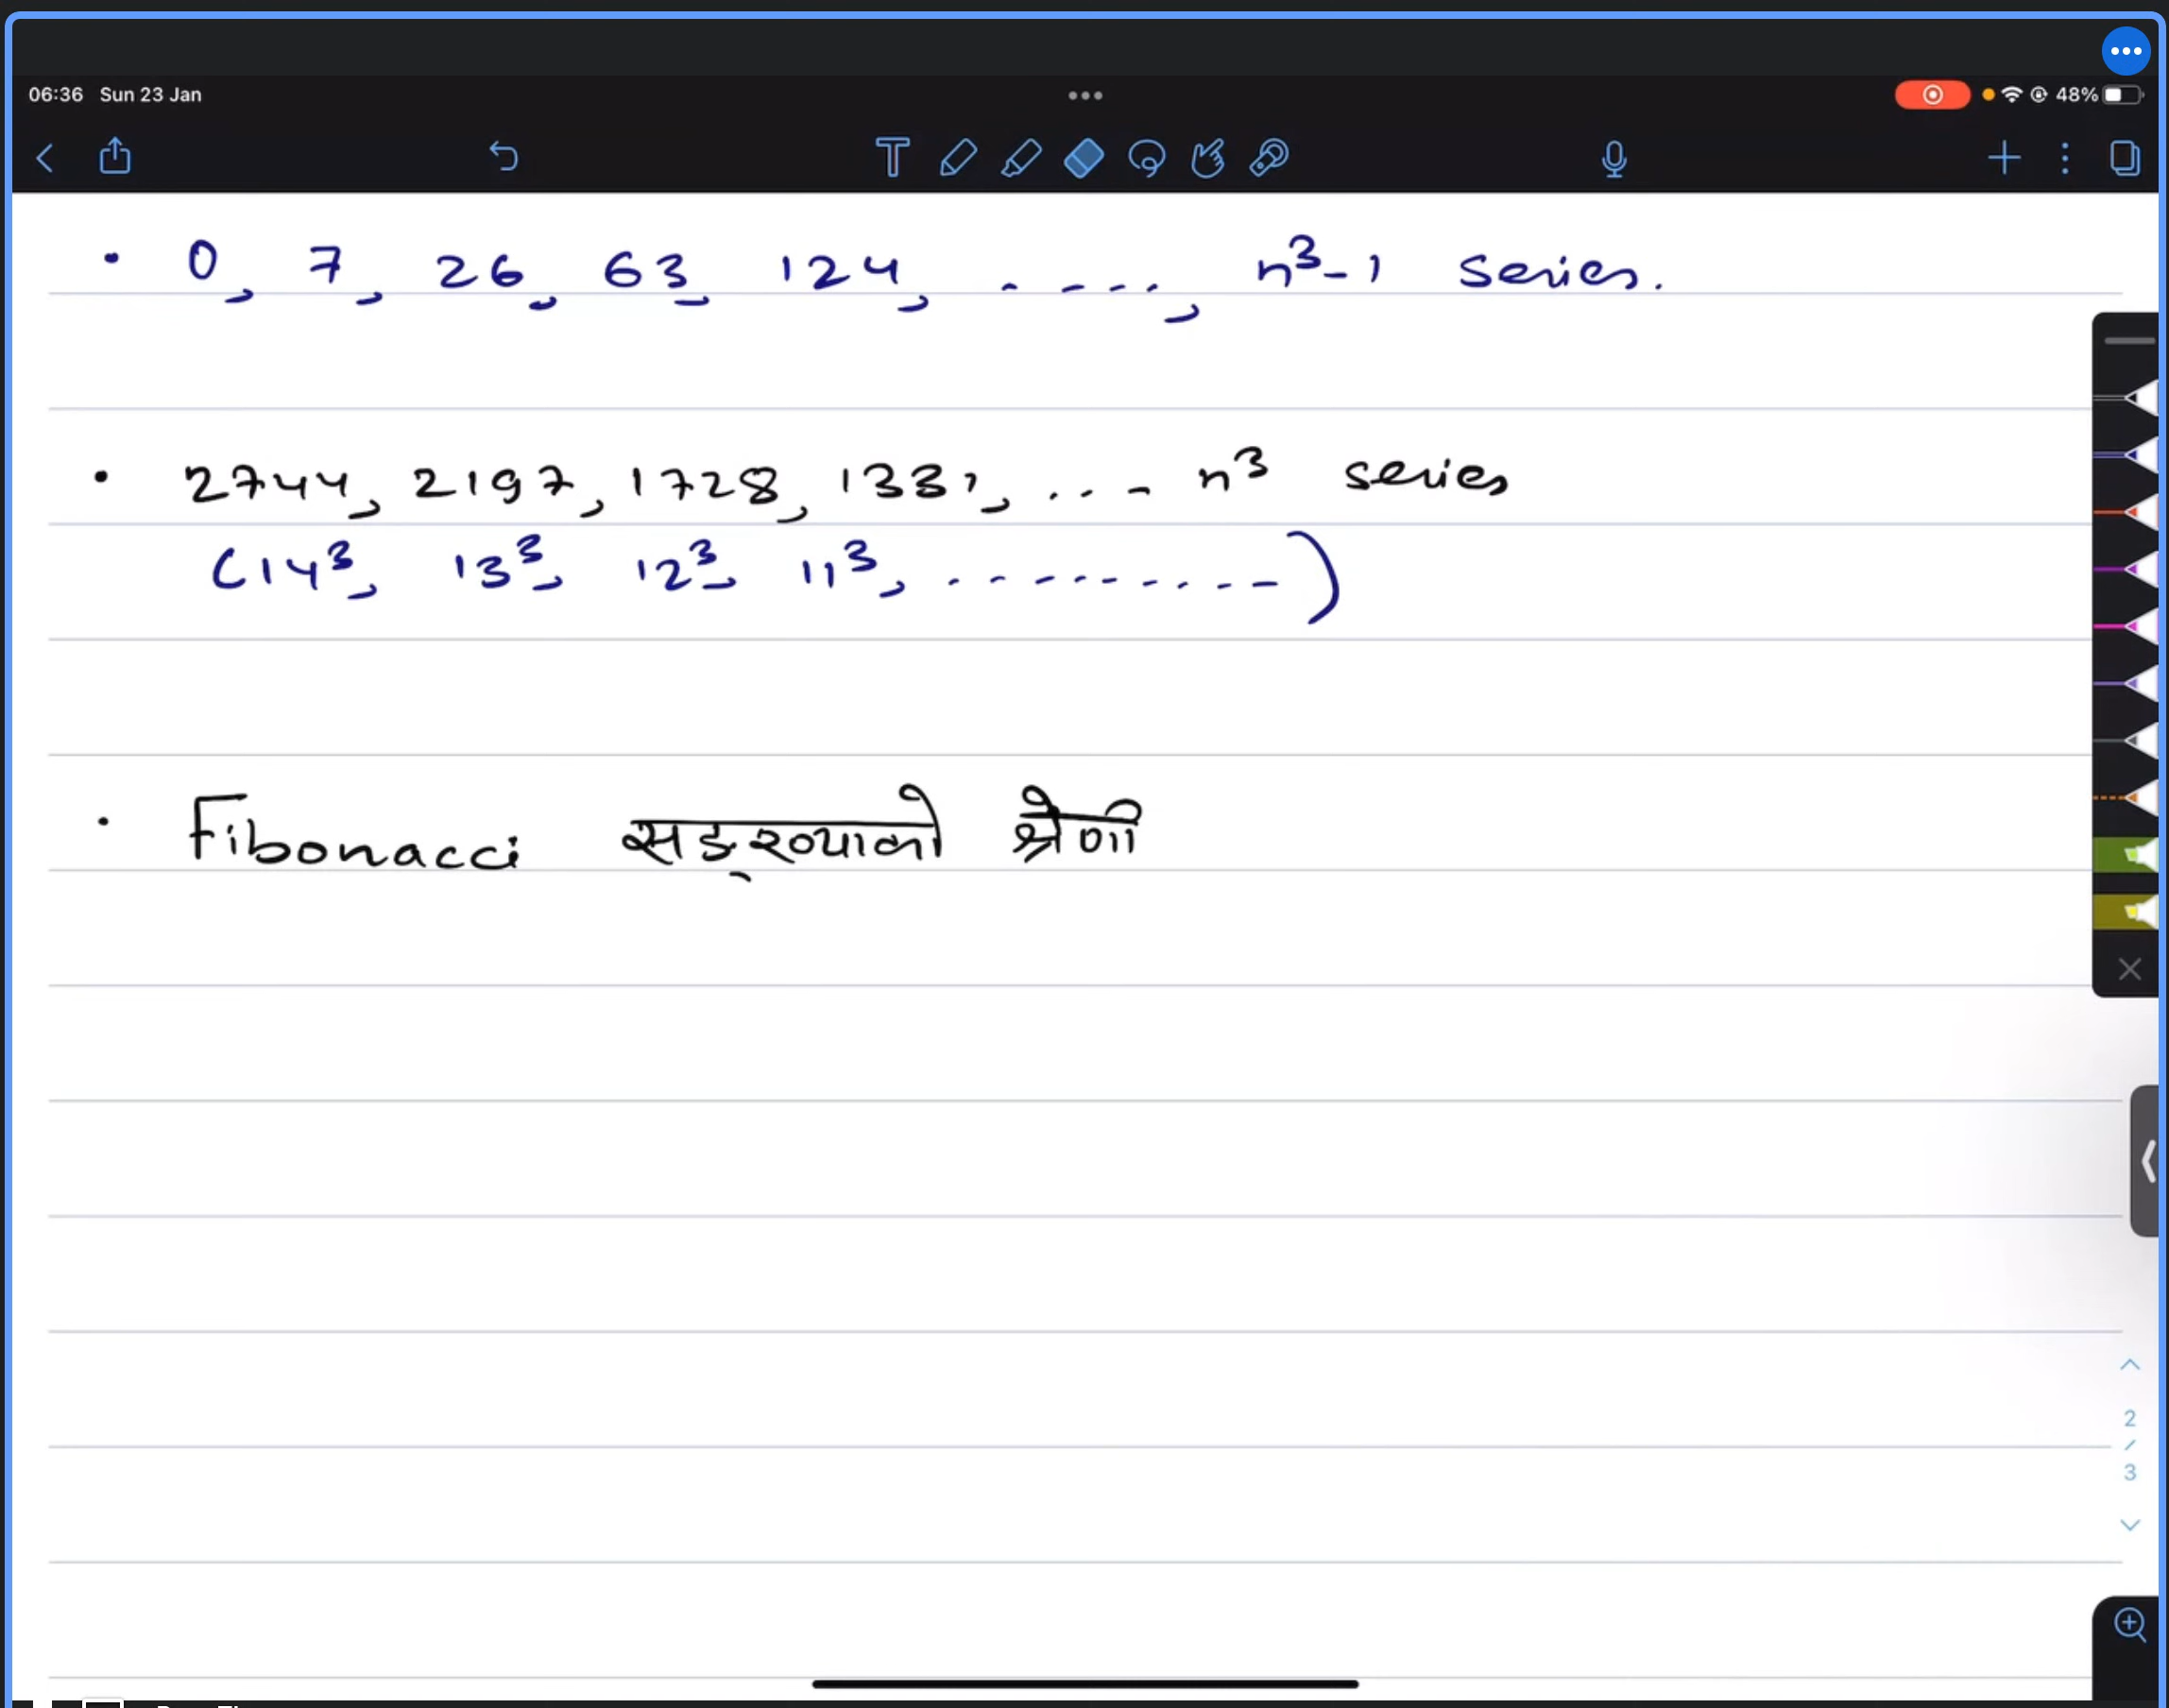 06:36 Sun 23 Jan
48%
• 0, 7, 26, 63, 124, ....., n³-1 series.
• 2744, 2197, 1728, 1331, .... n³ series
(14³, 13³, 12³, 11³, ..........)
• Fibonacci सङ्ख्याको श्रेणी
2
/
3